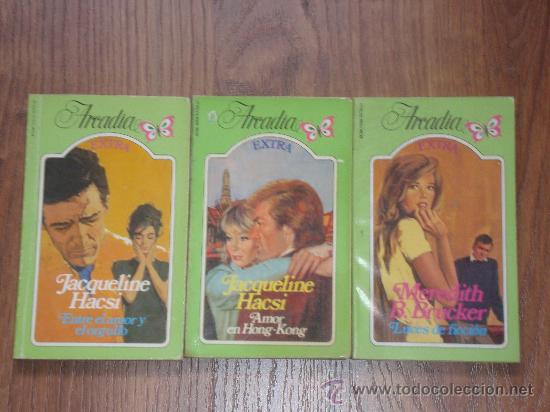 Arcadia
EXTRA
Jacqueline
Hacsi
Entre el amor y
el orgullo
Arcadia
EXTRA
Jacqueline
Hacsi
Amor
en Hong-Kong
Arcadia
EXTRA
Meredith
B. Brucker
Luces de ficción
www.todocoleccion.net